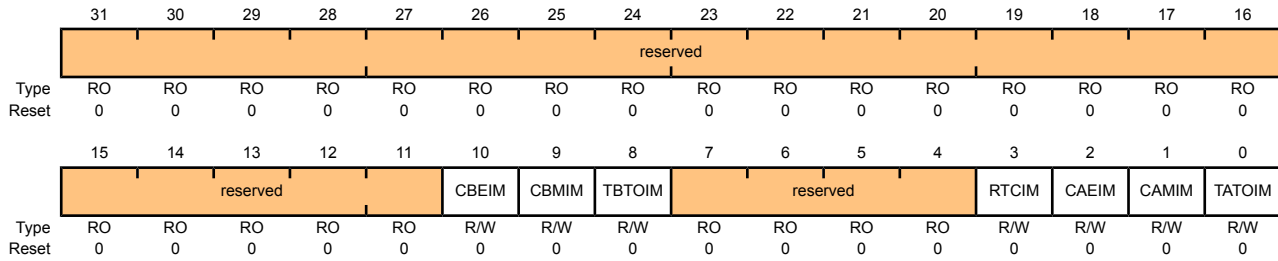 31 30 29 28 27 26 25 24 23 22 21 20 19 18 17 16
reserved
Type RO RO RO RO RO RO RO RO RO RO RO RO RO RO RO RO
Reset 0 0 0 0 0 0 0 0 0 0 0 0 0 0 0 0
15 14 13 12 11 10 9 8 7 6 5 4 3 2 1 0
reserved CBEIM CBMIM TBTOIM reserved RTCIM CAEIM CAMIM TATOIM
Type RO RO RO RO RO R/W R/W R/W RO RO RO RO R/W R/W R/W R/W
Reset 0 0 0 0 0 0 0 0 0 0 0 0 0 0 0 0